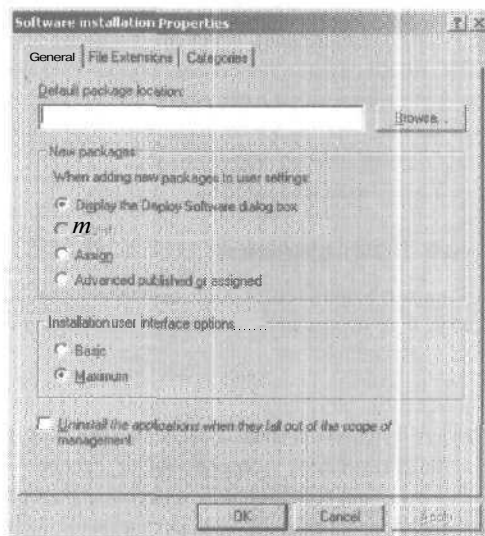 Software installation Properties
? X
General File Extensions Categories
Default package location:
Browse...
New packages
When adding new packages to user settings:
Display the Deploy Software dialog box
m
Assign
Advanced published or assigned
Installation user interface options......
Basic
Maximum
Uninstall the applications when they fall out of the scope of
management
OK Cancel Apply